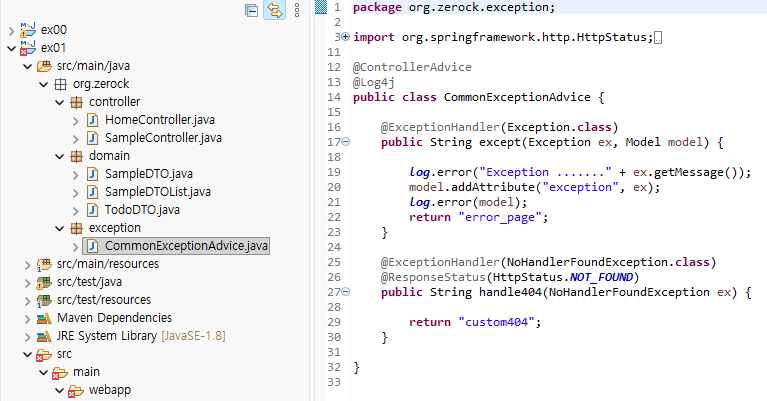 ex00
ex01
src/main/java
org.zerock
controller
HomeController.java
SampleController.java
domain
SampleDTO.java
SampleDTOList.java
TodoDTO.java
exception
CommonExceptionAdvice.java
src/main/resources
src/test/java
src/test/resources
Maven Dependencies
JRE System Library [JavaSE-1.8]
src
main
webapp
1 package org.zerock.exception;
2
3 import org.springframework.http.HttpStatus;
11
12 @ControllerAdvice
13 @Log4j
14 public class CommonExceptionAdvice {
15
16 @ExceptionHandler(Exception.class)
17 public String except(Exception ex, Model model) {
18
19 log.error("Exception ......." + ex.getMessage());
20 model.addAttribute("exception", ex);
21 log.error(model);
22 return "error_page";
23 }
24
25 @ExceptionHandler(NoHandlerFoundException.class)
26 @ResponseStatus(HttpStatus.NOT_FOUND)
27 public String handle404(NoHandlerFoundException ex) {
28
29 return "custom404";
30 }
31
32 }
33